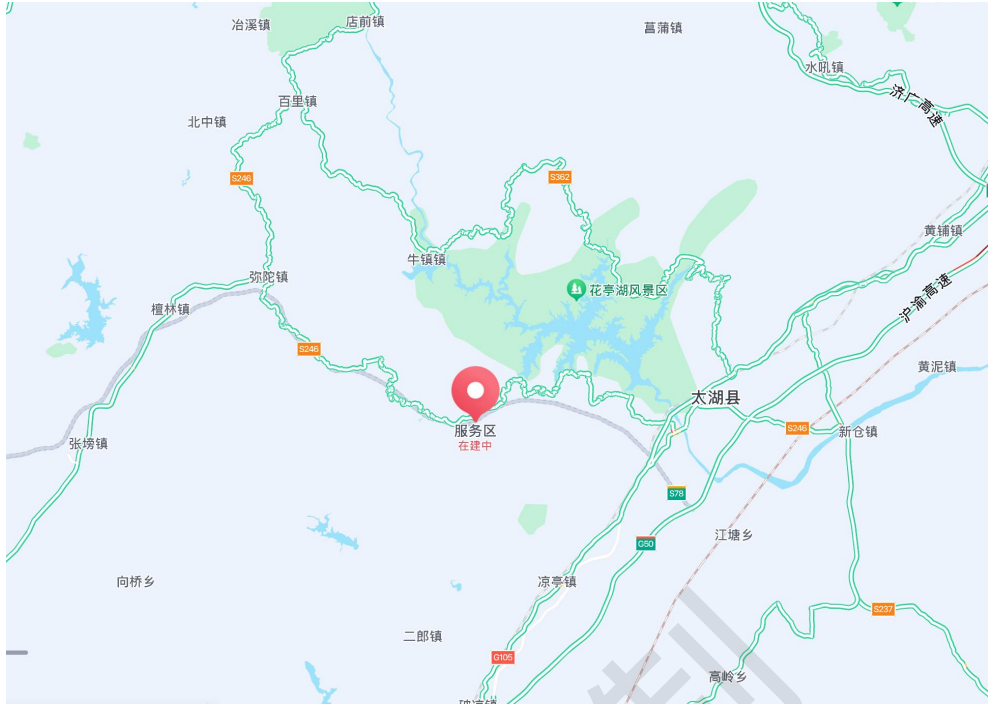 冶溪镇
店前镇
菖蒲镇
水吼镇
济广高速
百里镇
北中镇
S246
S362
黄铺镇
牛镇镇
弥陀镇
花亭湖风景区
沪渝高速
檀林镇
S246
黄泥镇
太湖县
服务区
在建中
S246
新仓镇
张塝镇
S78
江塘乡
G50
向桥乡
凉亭镇
S237
二郎镇
G105
高岭乡